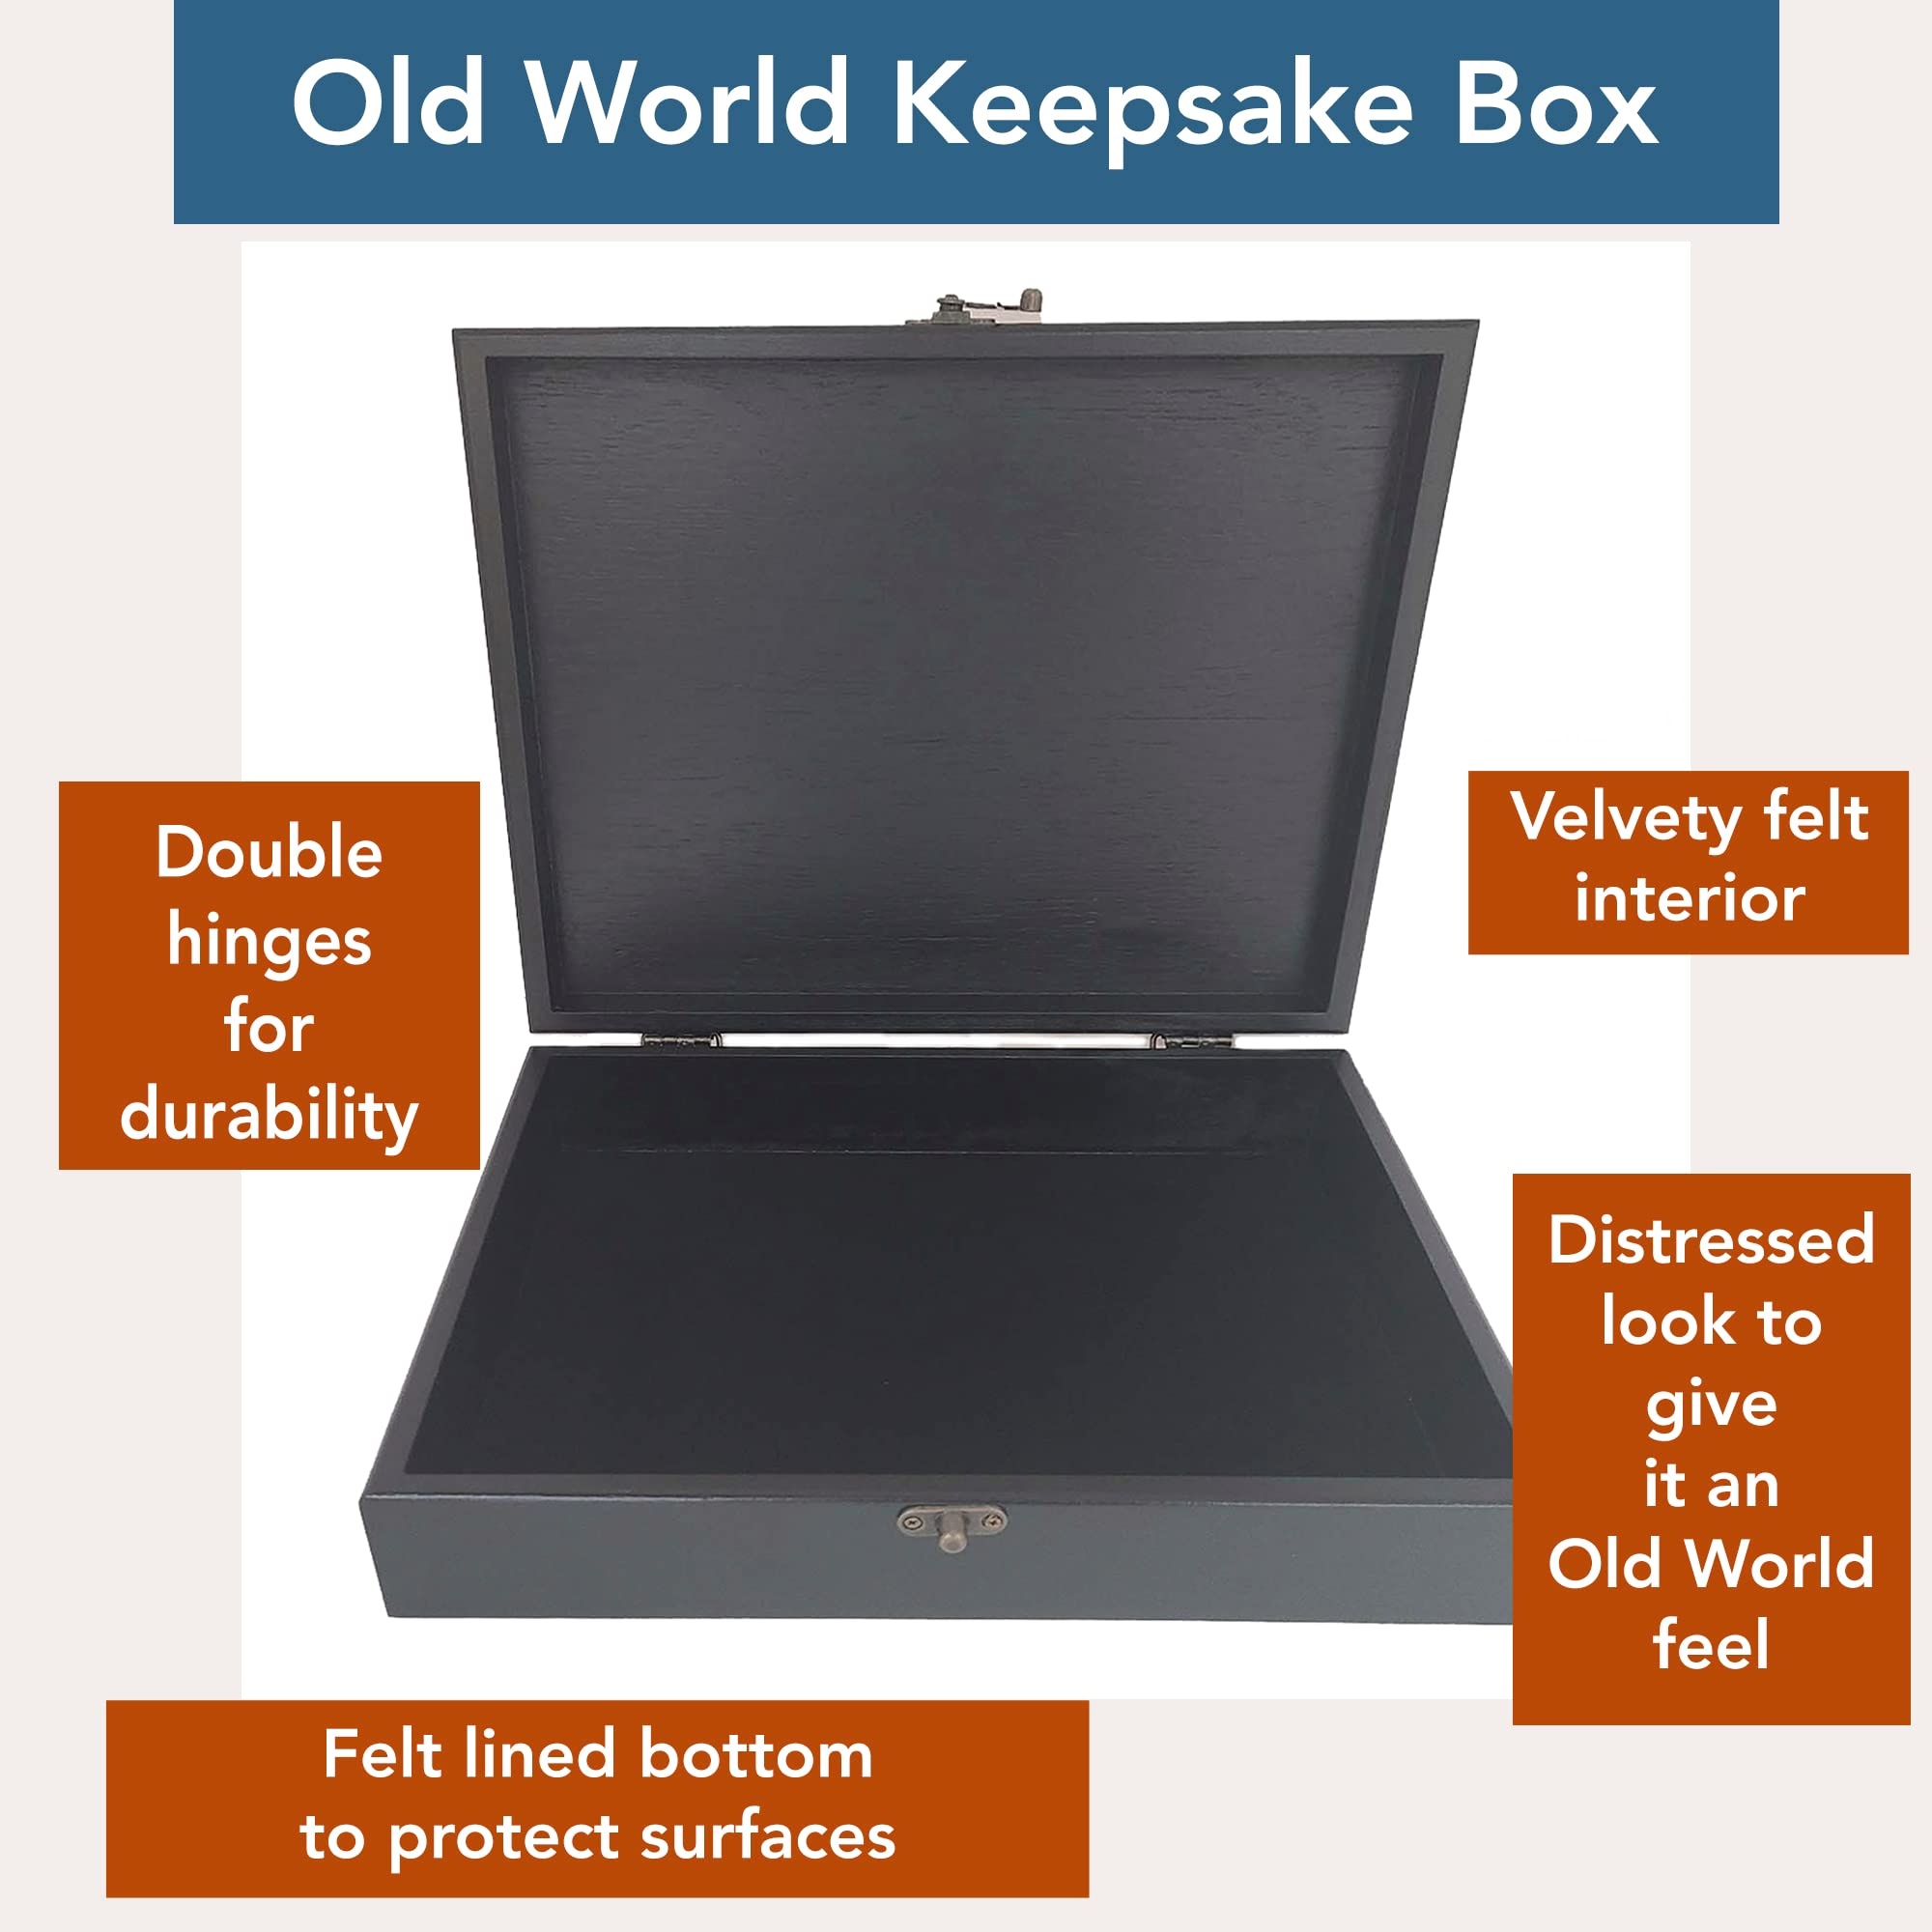 Old World Keepsake Box
Double
hinges
for
durability
Velvety felt
interior
Distressed
look to
give
it an
Old World
feel
Felt lined bottom
to protect surfaces